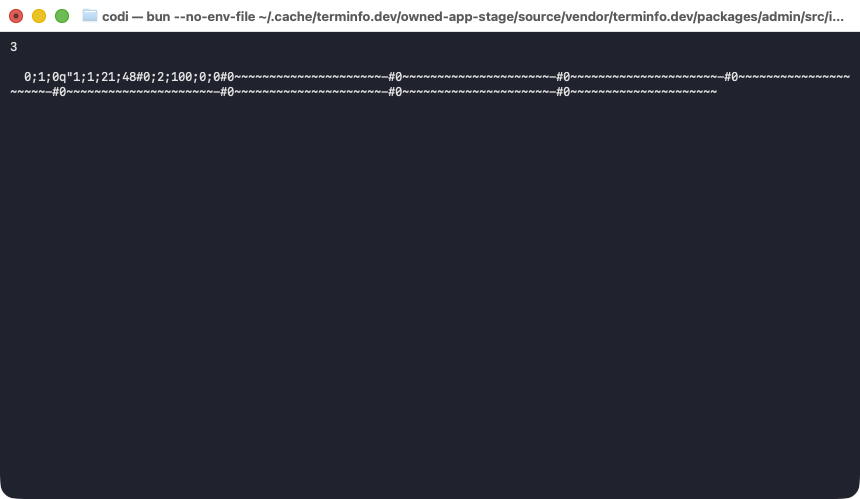 codi — bun --no-env-file ~/.cache/terminfo.dev/owned-app-stage/source/vendor/terminfo.dev/packages/admin/src/i...
3
0;1;0q"1;1;21;48#0;2;100;0;0#0~~~~~~~~~~~~~~~~~~~~~-#0~~~~~~~~~~~~~~~~~~~~~-#0~~~~~~~~~~~~~~~~~~~~~-#0~~~~~~~~~~~~~~~~
~~~~~-#0~~~~~~~~~~~~~~~~~~~~~-#0~~~~~~~~~~~~~~~~~~~~~-#0~~~~~~~~~~~~~~~~~~~~~-#0~~~~~~~~~~~~~~~~~~~~~